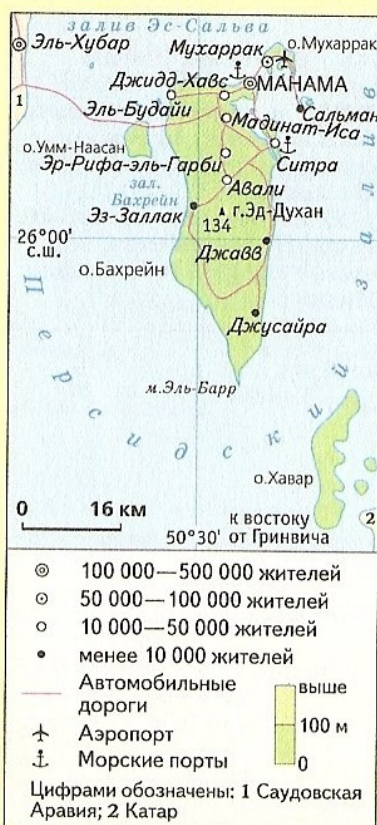 залив Эс-Сальва
Эль-Хубар
Мухаррак
о.Мухаррак
Джидд-Хавс
МАНАМА
1
Эль-Будайи
Мадинат-Иса
Сальман
о.Умм-Наасан
Эр-Рифа-эль-Гарби
Ситра
зал.
Бахрейн
Авали
Эз-Заллак
г.Эд-Духан
134
26°00'
с.ш.
Джавв
о.Бахрейн
Джусайра
м.Эль-Барр
Персидский залив
о.Хавар
0 16 км
к востоку
50°30' от Гринвича
2
100 000—500 000 жителей
50 000—100 000 жителей
10 000—50 000 жителей
менее 10 000 жителей
Автомобильные
дороги
выше
100 м
0
Аэропорт
Морские порты
Цифрами обозначены: 1 Саудовская
Аравия; 2 Катар